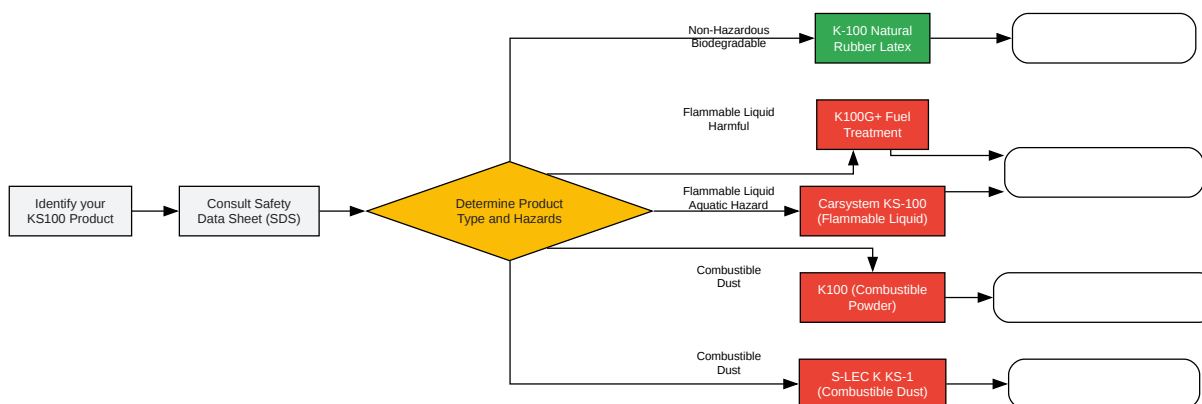 Non-Hazardous
Biodegradable
K-100 Natural
Rubber Latex
Flammable Liquid
Harmful
K100G+ Fuel
Treatment
Identify your
KS100 Product
Consult Safety
Data Sheet (SDS)
Determine Product
Type and Hazards
Flammable Liquid
Aquatic Hazard
Carsystem KS-100
(Flammable Liquid)
Combustible
Dust
K100 (Combustible
Powder)
Combustible
Dust
S-LEC K KS-1
(Combustible Dust)